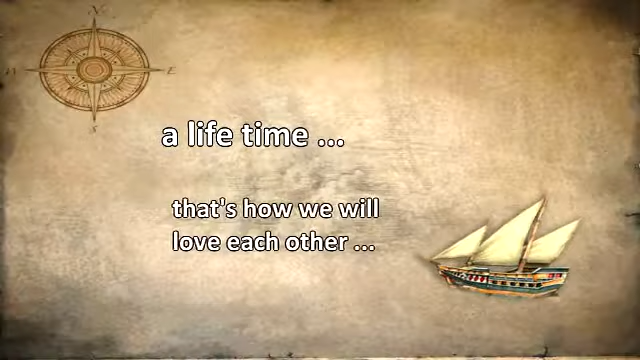 N
E
S
a life time ...
that's how we will
love each other ...